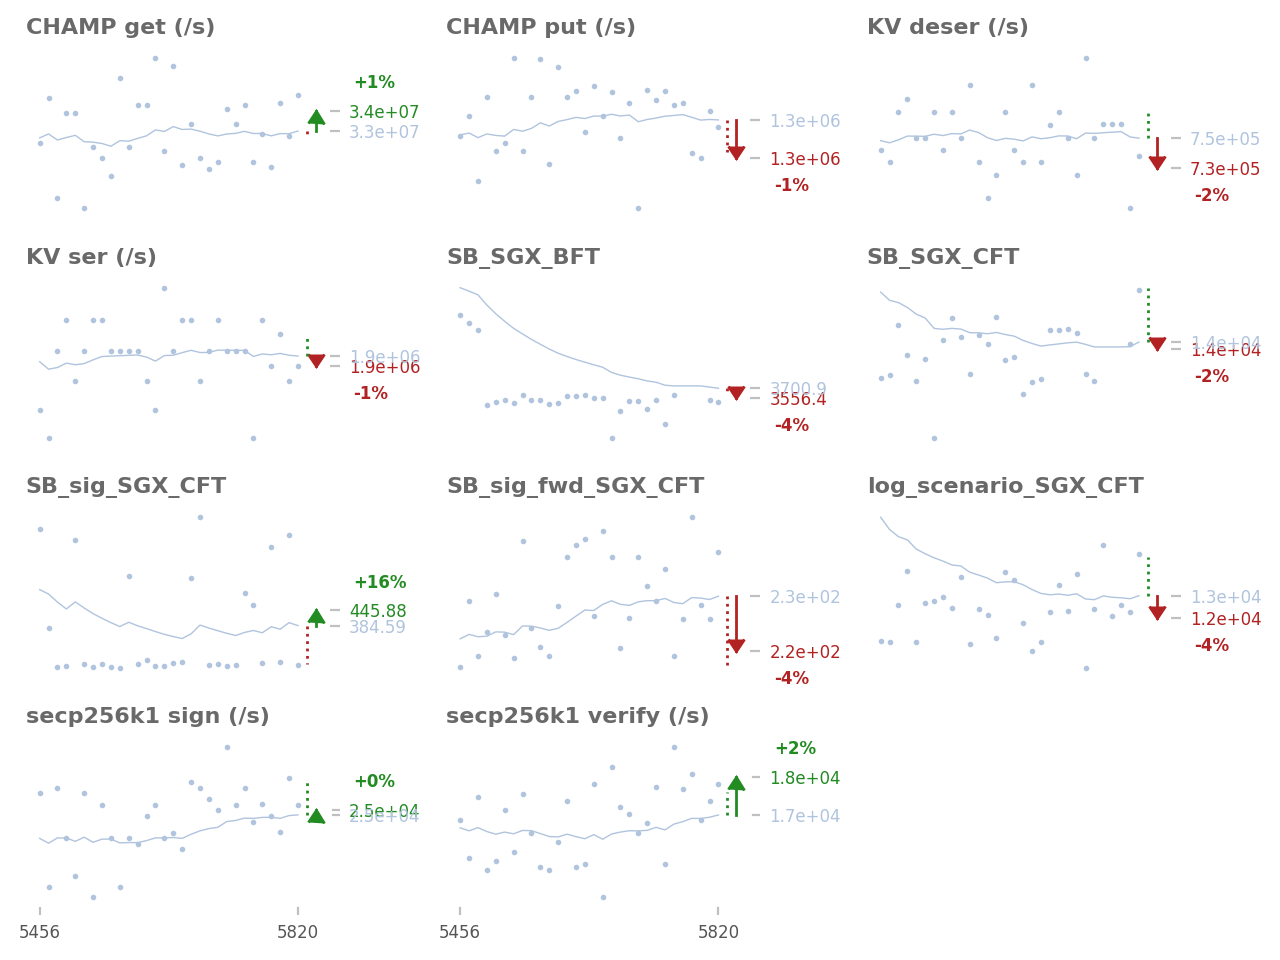 CHAMP get (/s)
+1%
3.4e+07
3.3e+07
CHAMP put (/s)
1.3e+06
1.3e+06
-1%
KV deser (/s)
7.5e+05
7.3e+05
-2%
KV ser (/s)
1.9e+06
1.9e+06
-1%
SB_SGX_BFT
3700.9
3556.4
-4%
SB_SGX_CFT
1.4e+04
1.4e+04
-2%
SB_sig_SGX_CFT
+16%
445.88
384.59
SB_sig_fwd_SGX_CFT
2.3e+02
2.2e+02
-4%
log_scenario_SGX_CFT
1.3e+04
1.2e+04
-4%
secp256k1 sign (/s)
+0%
2.5e+04
2.5e+04
5456
5820
secp256k1 verify (/s)
+2%
1.8e+04
1.7e+04
5456
5820